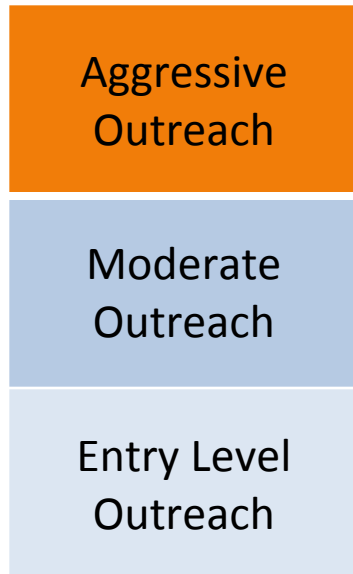 Aggressive
Outreach
Moderate
Outreach
Entry Level
Outreach